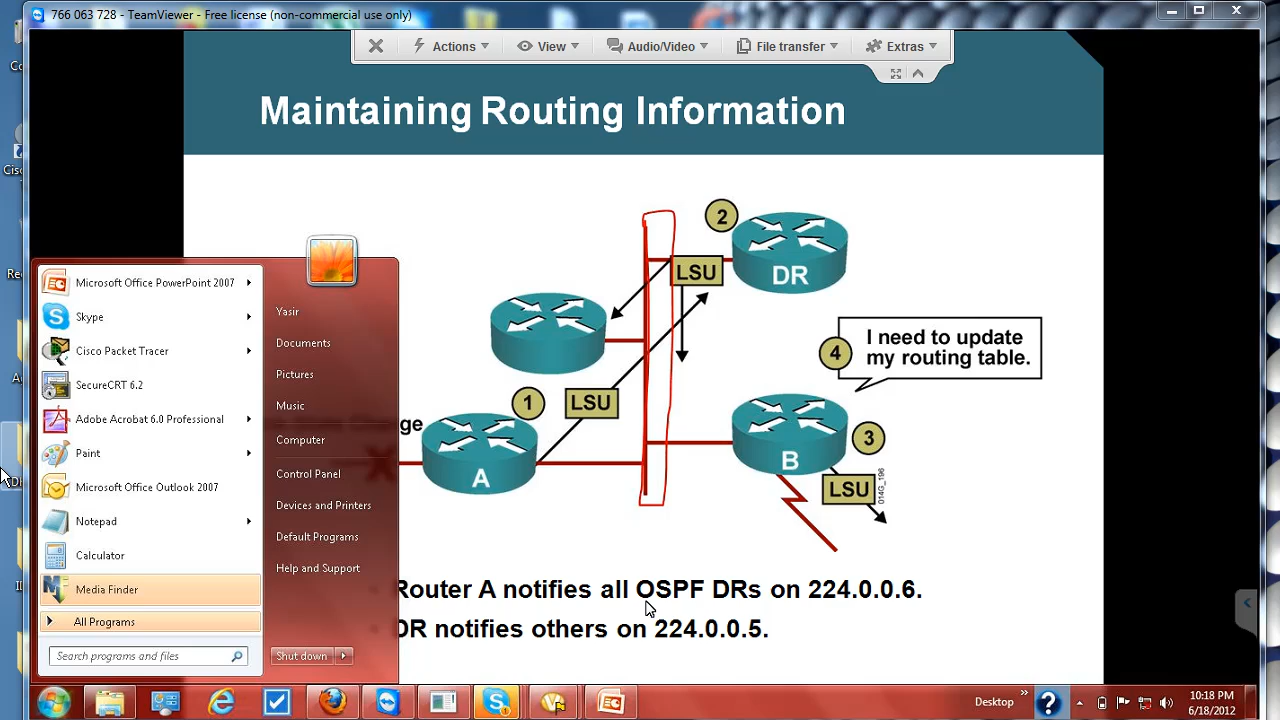 766 063 728 - TeamViewer - Free license (non-commercial use only)
Actions
View
Audio/Video
File transfer
Extras
Maintaining Routing Information
2
DR
LSU
I need to update
my routing table.
4
1
LSU
ge
A
B
3
LSU
014G_196
Router A notifies all OSPF DRs on 224.0.0.6.
DR notifies others on 224.0.0.5.
Microsoft Office PowerPoint 2007
Skype
Cisco Packet Tracer
SecureCRT 6.2
Adobe Acrobat 6.0 Professional
Paint
Microsoft Office Outlook 2007
Notepad
Calculator
Media Finder
All Programs
Search programs and files
Yasir
Documents
Pictures
Music
Computer
Control Panel
Devices and Printers
Default Programs
Help and Support
Shut down
Co
Cisc
Rec
Desktop
10:18 PM
6/18/2012